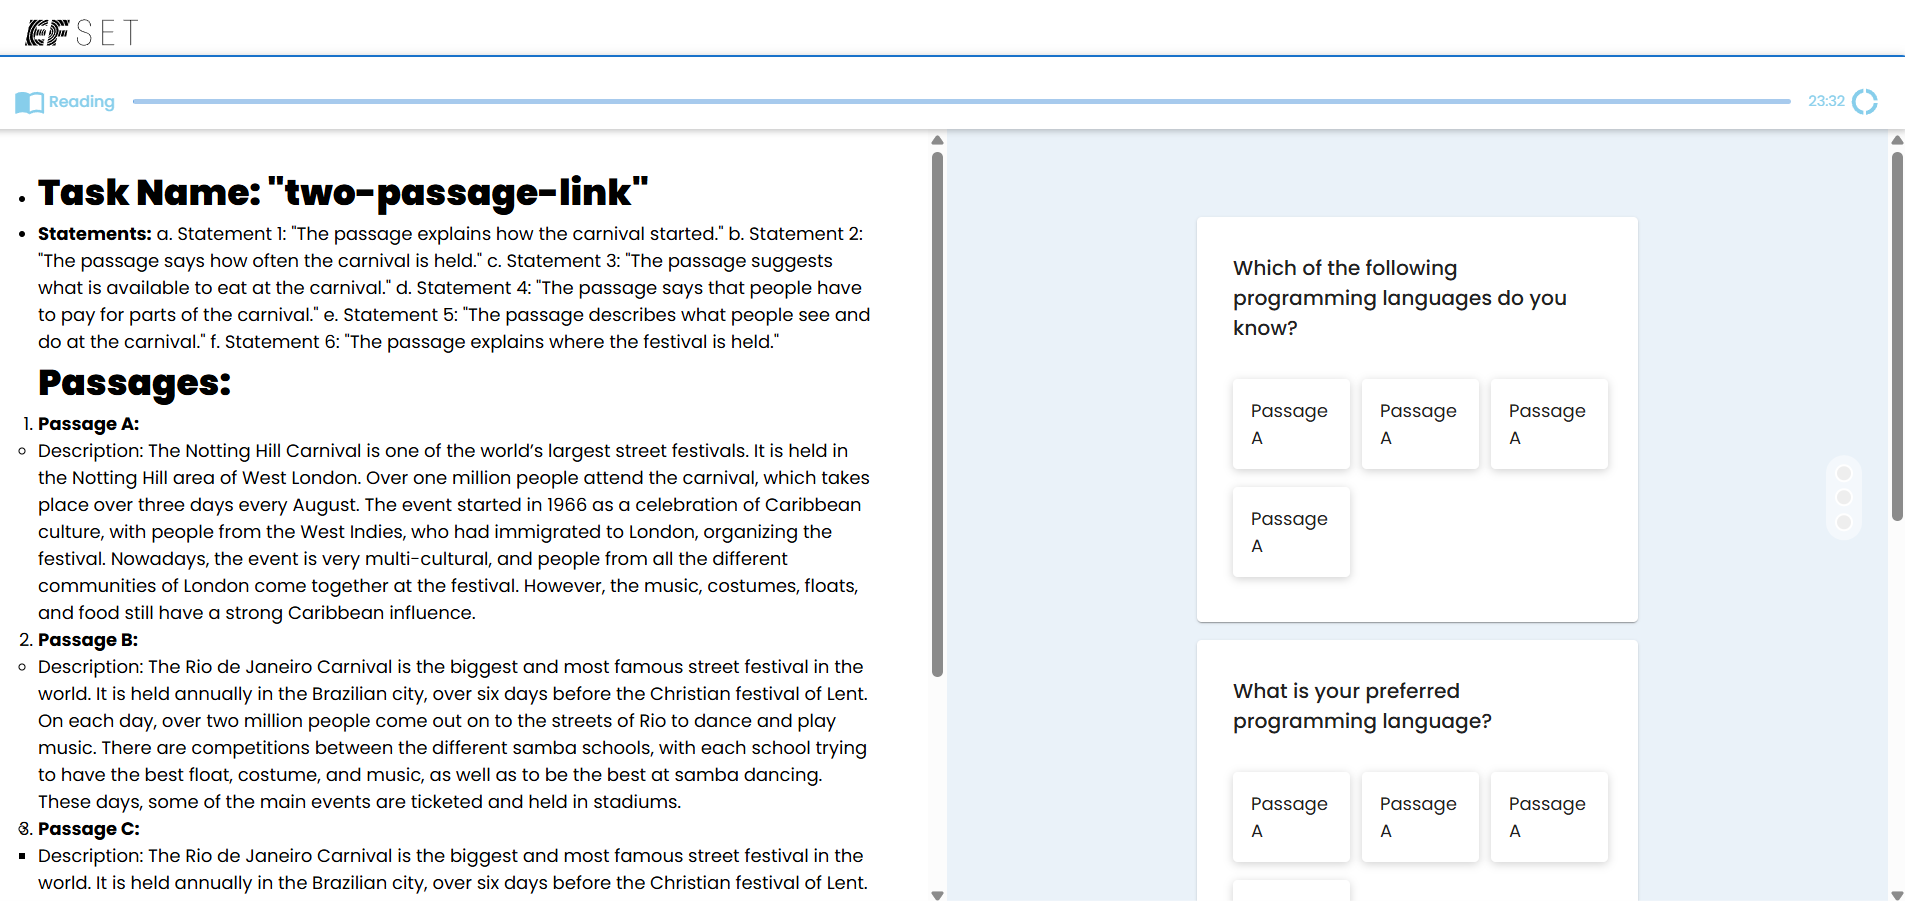 EF SET
Reading
23:32
Task Name: "two-passage-link"
Statements: a. Statement 1: "The passage explains how the carnival started." b. Statement 2:
"The passage says how often the carnival is held." c. Statement 3: "The passage suggests
what is available to eat at the carnival." d. Statement 4: "The passage says that people have
to pay for parts of the carnival." e. Statement 5: "The passage describes what people see and
do at the carnival." f. Statement 6: "The passage explains where the festival is held."
Passages:
1. Passage A:
Description: The Notting Hill Carnival is one of the world’s largest street festivals. It is held in
the Notting Hill area of West London. Over one million people attend the carnival, which takes
place over three days every August. The event started in 1966 as a celebration of Caribbean
culture, with people from the West Indies, who had immigrated to London, organizing the
festival. Nowadays, the event is very multi-cultural, and people from all the different
communities of London come together at the festival. However, the music, costumes, floats,
and food still have a strong Caribbean influence.
2. Passage B:
Description: The Rio de Janeiro Carnival is the biggest and most famous street festival in the
world. It is held annually in the Brazilian city, over six days before the Christian festival of Lent.
On each day, over two million people come out on to the streets of Rio to dance and play
music. There are competitions between the different samba schools, with each school trying
to have the best float, costume, and music, as well as to be the best at samba dancing.
These days, some of the main events are ticketed and held in stadiums.
3. Passage C:
Description: The Rio de Janeiro Carnival is the biggest and most famous street festival in the
world. It is held annually in the Brazilian city, over six days before the Christian festival of Lent.
Which of the following
programming languages do you
know?
Passage
A
Passage
A
Passage
A
Passage
A
What is your preferred
programming language?
Passage
A
Passage
A
Passage
A